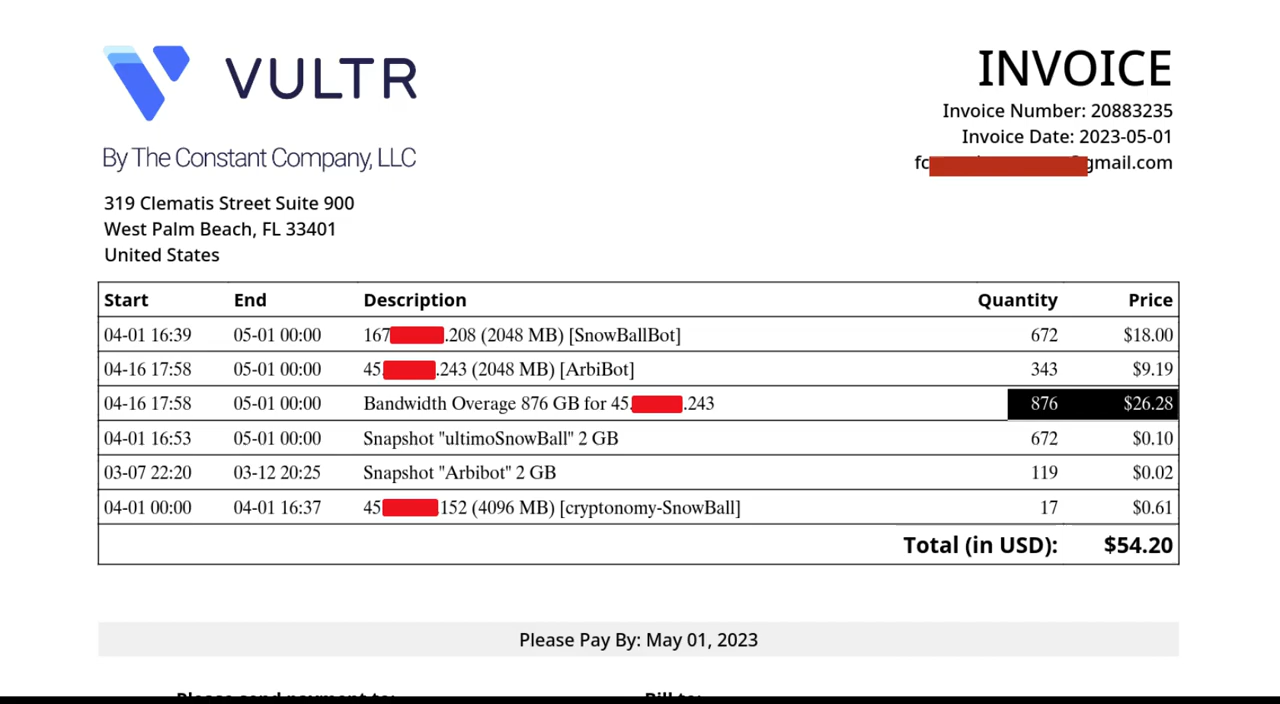 VULTR
By The Constant Company, LLC
INVOICE
Invoice Number: 20883235
Invoice Date: 2023-05-01
fc gmail.com
319 Clematis Street Suite 900
West Palm Beach, FL 33401
United States
Start End Description Quantity Price
04-01 16:39 05-01 00:00 167 .208 (2048 MB) [SnowBallBot] 672 $18.00
04-16 17:58 05-01 00:00 45. .243 (2048 MB) [ArbiBot] 343 $9.19
04-16 17:58 05-01 00:00 Bandwidth Overage 876 GB for 45. .243 876 $26.28
04-01 16:53 05-01 00:00 Snapshot "ultimoSnowBall" 2 GB 672 $0.10
03-07 22:20 03-12 20:25 Snapshot "Arbibot" 2 GB 119 $0.02
04-01 00:00 04-01 16:37 45 152 (4096 MB) [cryptonomy-SnowBall] 17 $0.61
Total (in USD): $54.20
Please Pay By: May 01, 2023
Please send payment to: Bill to: